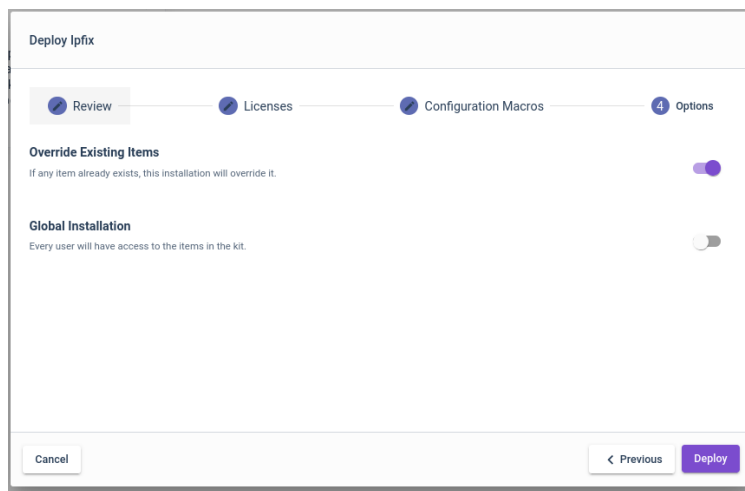 Deploy Ipfix
Review
Licenses
Configuration Macros
4
Options
Override Existing Items
If any item already exists, this installation will override it.
Global Installation
Every user will have access to the items in the kit.
Cancel
Previous
Deploy